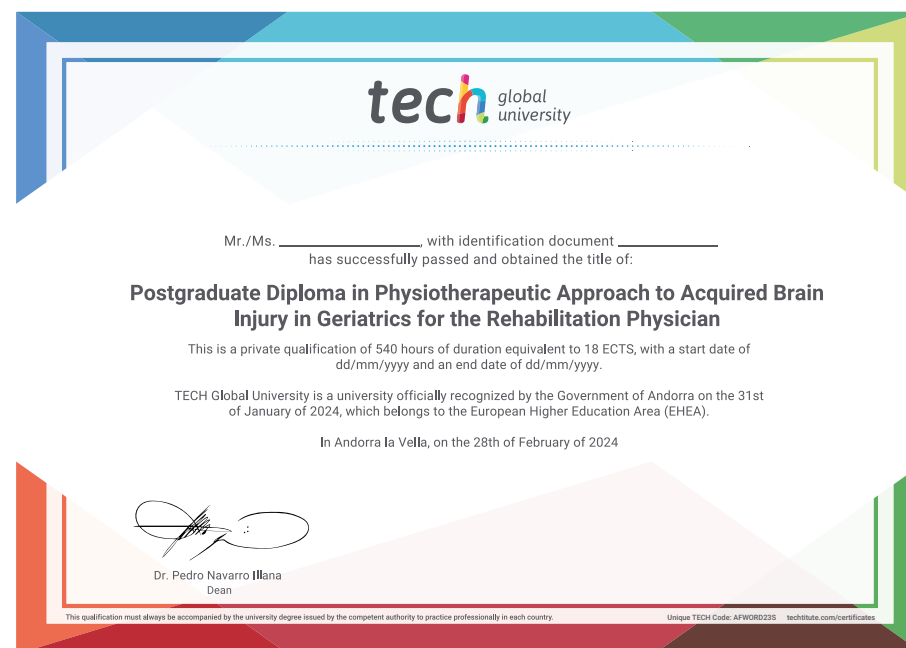 tech global university
Mr./Ms. ____________, with identification document ____________
has successfully passed and obtained the title of:
Postgraduate Diploma in Physiotherapeutic Approach to Acquired Brain
Injury in Geriatrics for the Rehabilitation Physician
This is a private qualification of 540 hours of duration equivalent to 18 ECTS, with a start date of
dd/mm/yyyy and an end date of dd/mm/yyyy.
TECH Global University is a university officially recognized by the Government of Andorra on the 31st
of January of 2024, which belongs to the European Higher Education Area (EHEA).
In Andorra la Vella, on the 28th of February of 2024
Dr. Pedro Navarro Illana
Dean
This qualification must always be accompanied by the university degree issued by the competent authority to practice professionally in each country.
Unique TECH Code: AFWORD23S techtitute.com/certificates